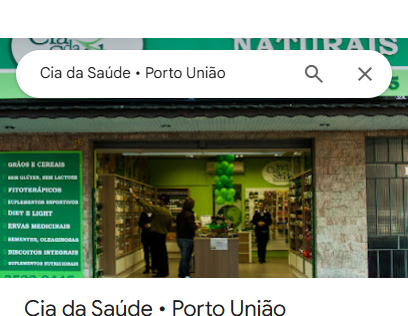 NATURAIS
Cia da Saúde • Porto União
GRÃOS E CEREAIS
SEM GLÚTEN, SEM LACTOSE
FITOTERÁPICOS
SUPLEMENTOS ESPORTIVOS
DIET E LIGHT
ERVAS MEDICINAIS
SEMENTES, OLEAGINOSAS
BISCOITOS INTEGRAIS
SUPLEMENTOS NUTRICIONAIS
Cia da Saúde • Porto União